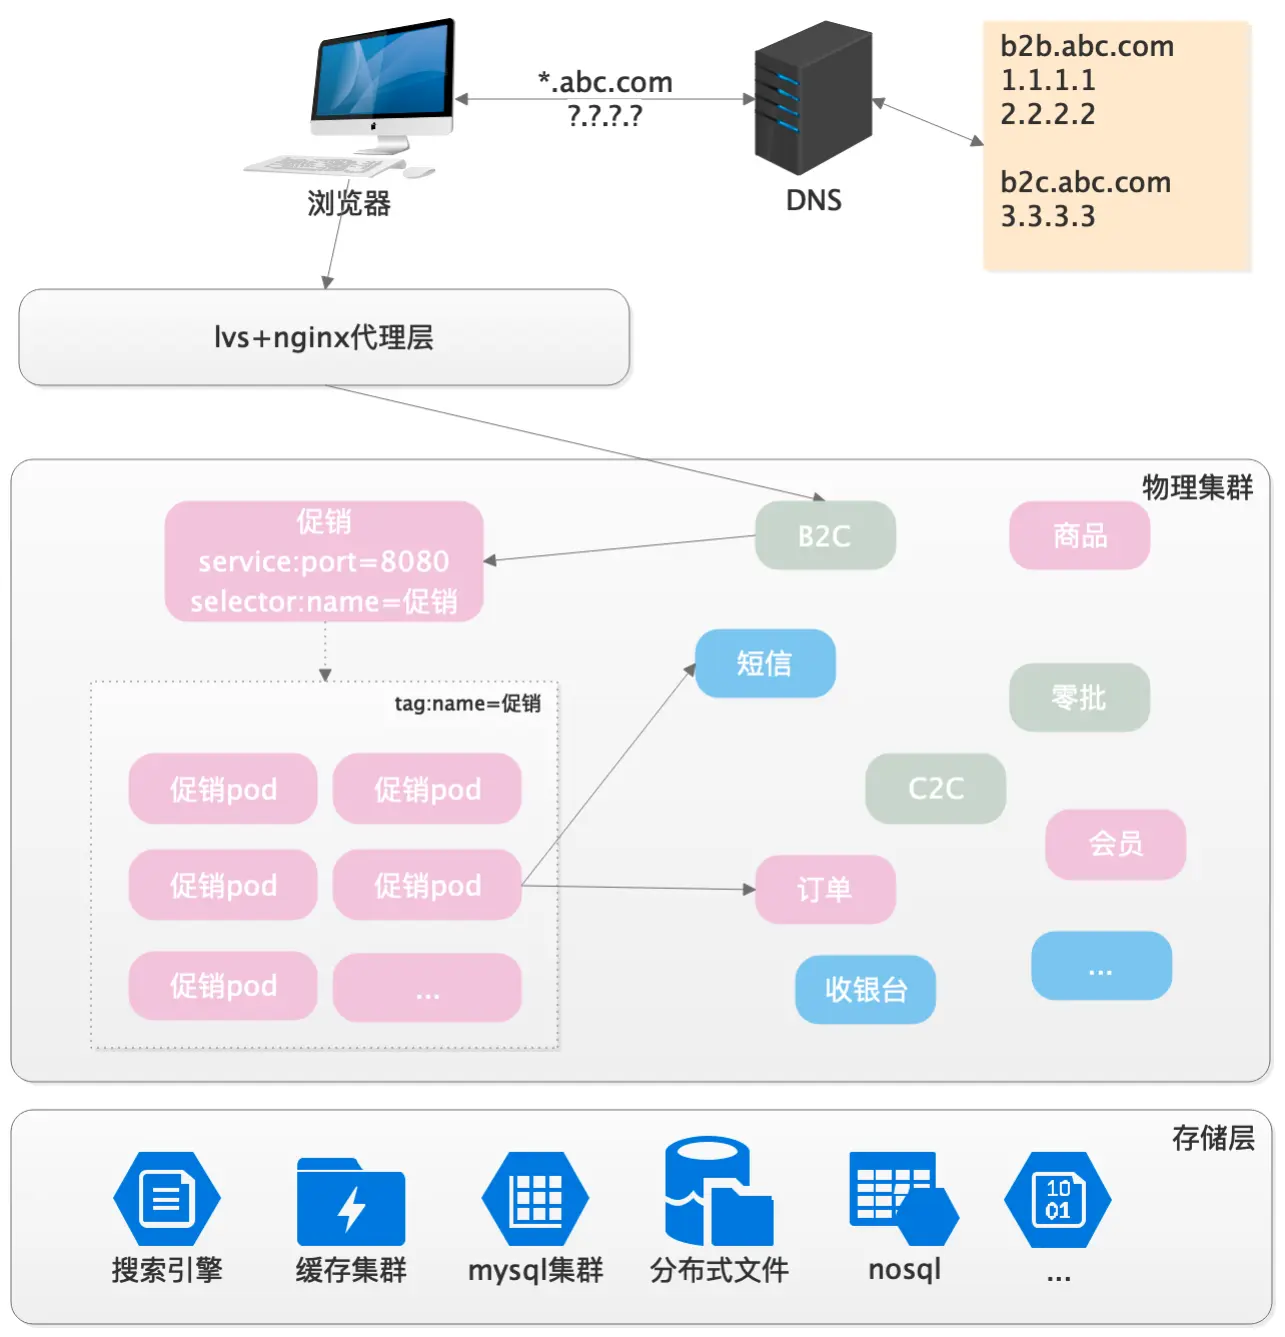 *.abc.com
?.?.?.?
浏览器
DNS
b2b.abc.com
1.1.1.1
2.2.2.2
b2c.abc.com
3.3.3.3
lvs+nginx代理层
物理集群
促销
service:port=8080
selector:name=促销
B2C
商品
短信
零批
tag:name=促销
促销pod
促销pod
C2C
会员
促销pod
促销pod
订单
促销pod
...
收银台
...
存储层
10
01
搜索引擎
缓存集群
mysql集群
分布式文件
nosql
...